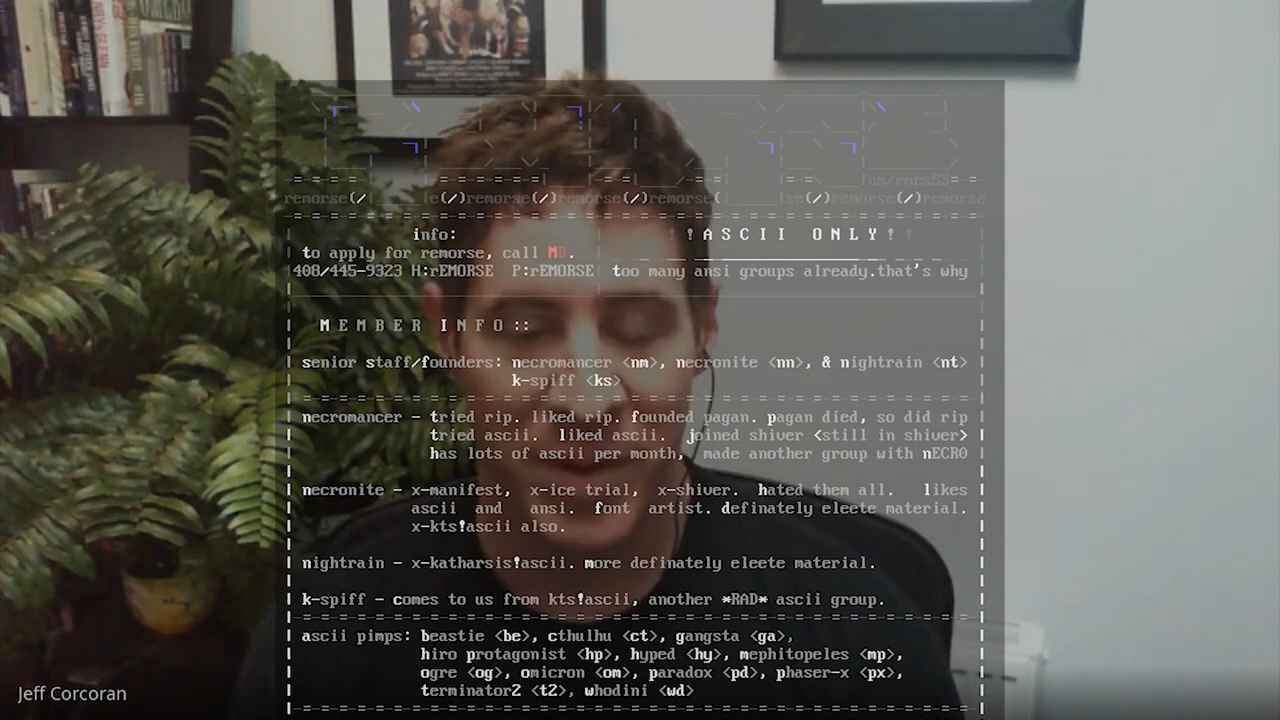 nm/rmrsSS
remorse(/ e(/)remorse(/)remorse(/)remorse( se(/)remorse(/)remorse
info: !ASCII ONLY!
to apply for remorse, call MD.
408/445-9323 H:rEMORSE P:rEMORSE too many ansi groups already.that's why
MEMBER INFO::
senior staff/founders: necromancer <nm>, necronite <nn>, & nightrain <nt>
k-spiff <ks>
necromancer - tried rip. liked rip. founded pagan. pagan died, so did rip
tried ascii. liked ascii. joined shiver <still in shiver>
has lots of ascii per month, made another group with nECR0
necronite - x-manifest, x-ice trial, x-shiver. hated them all. likes
ascii and ansi. font artist. definately eleete material.
x-kts!ascii also.
nightrain - x-katharsis!ascii. more definately eleete material.
k-spiff - comes to us from kts!ascii, another *RAD* ascii group.
ascii pimps: beastie <be>, cthulhu <ct>, gangsta <ga>,
hiro protagonist <hp>, hyped <hy>, mephitopeles <mp>,
ogre <og>, omicron <om>, paradox <pd>, phaser-x <px>,
terminator2 <t2>, whodini <wd>
Jeff Corcoran